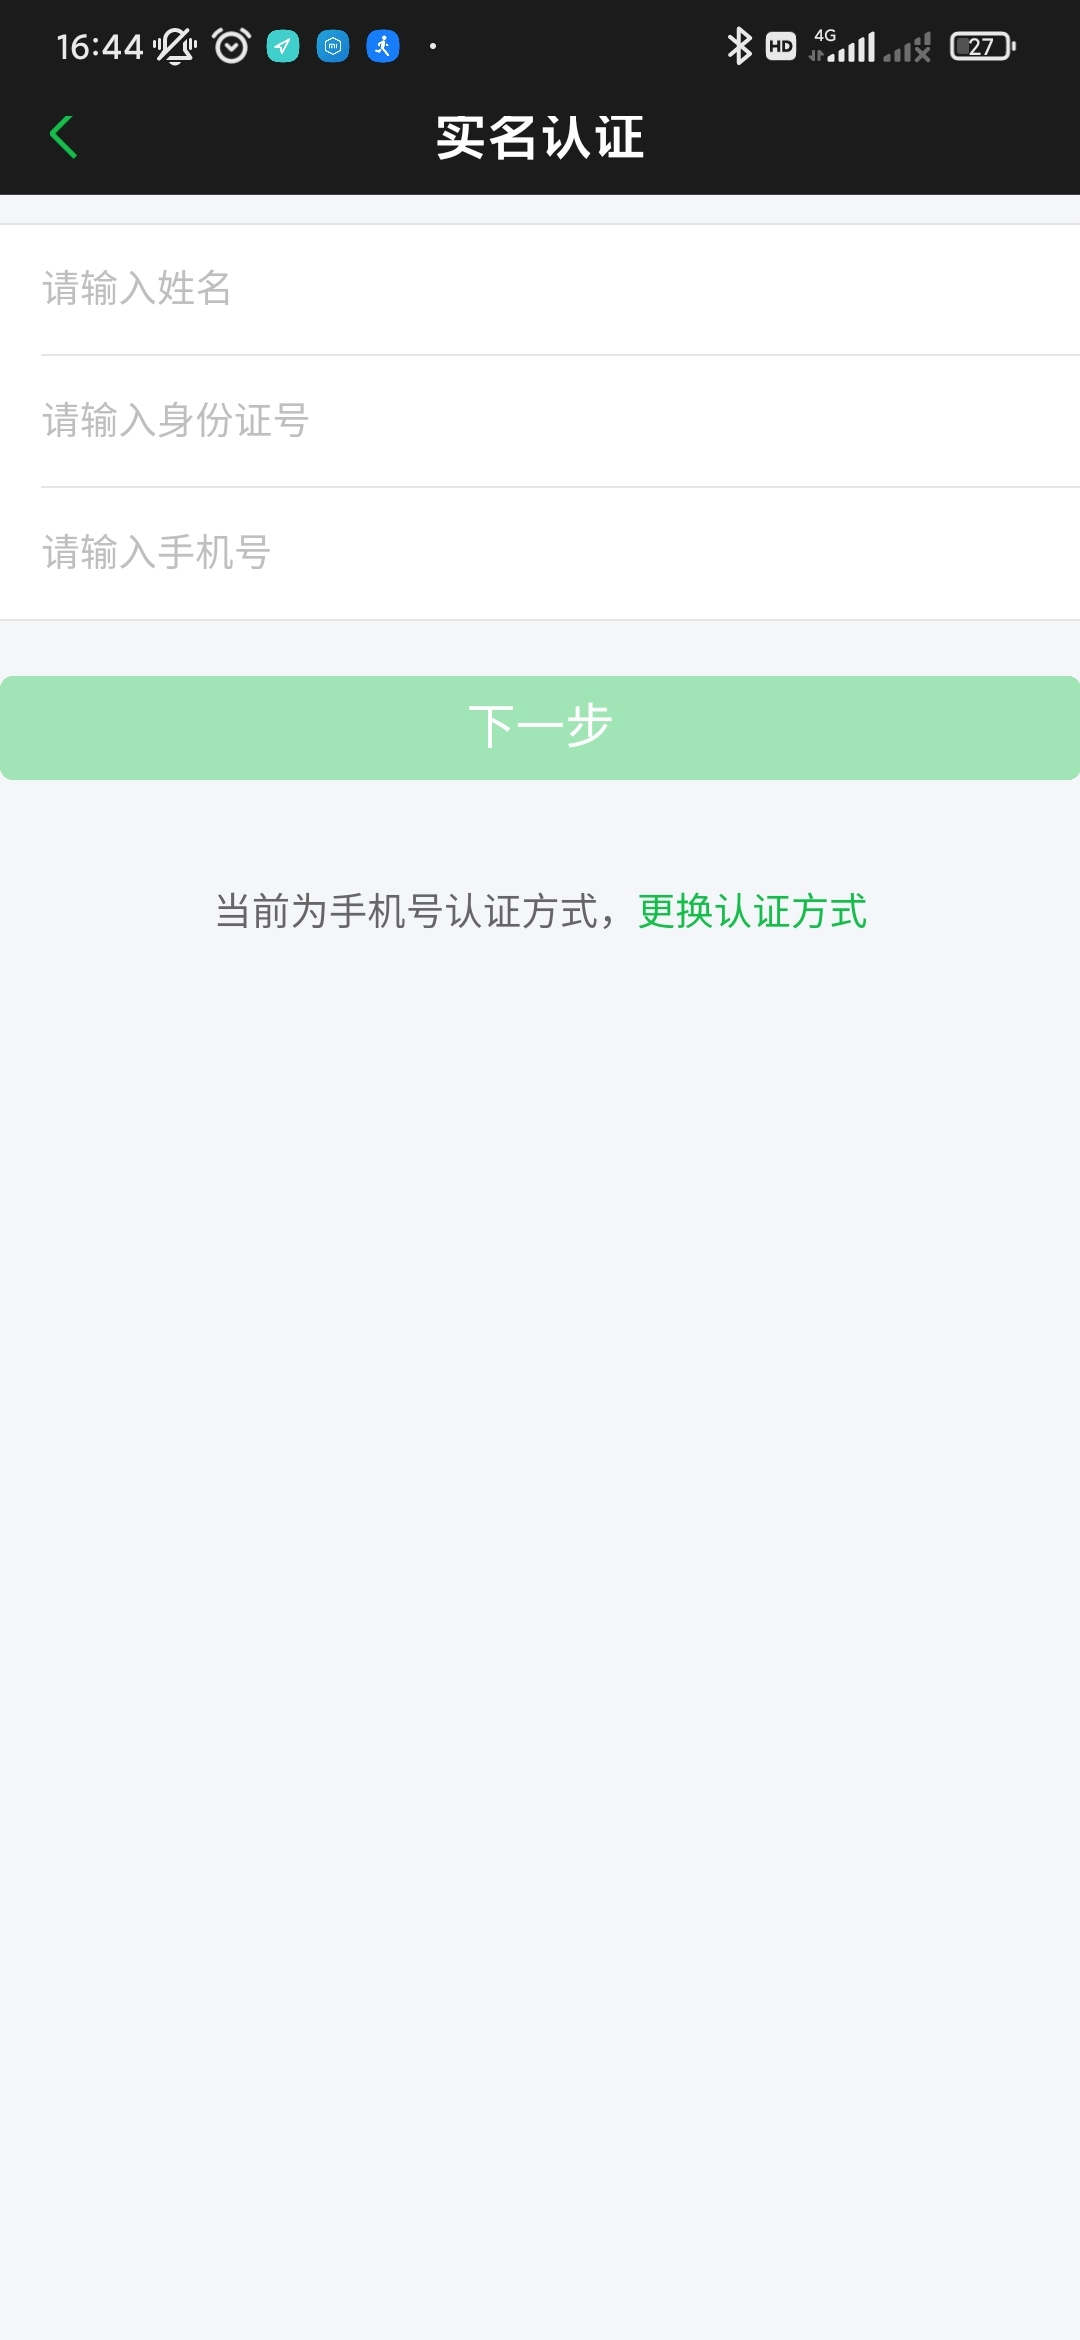 16:44 HD 4G 27
实名认证
请输入姓名
请输入身份证号
请输入手机号
下一步
当前为手机号认证方式，更换认证方式